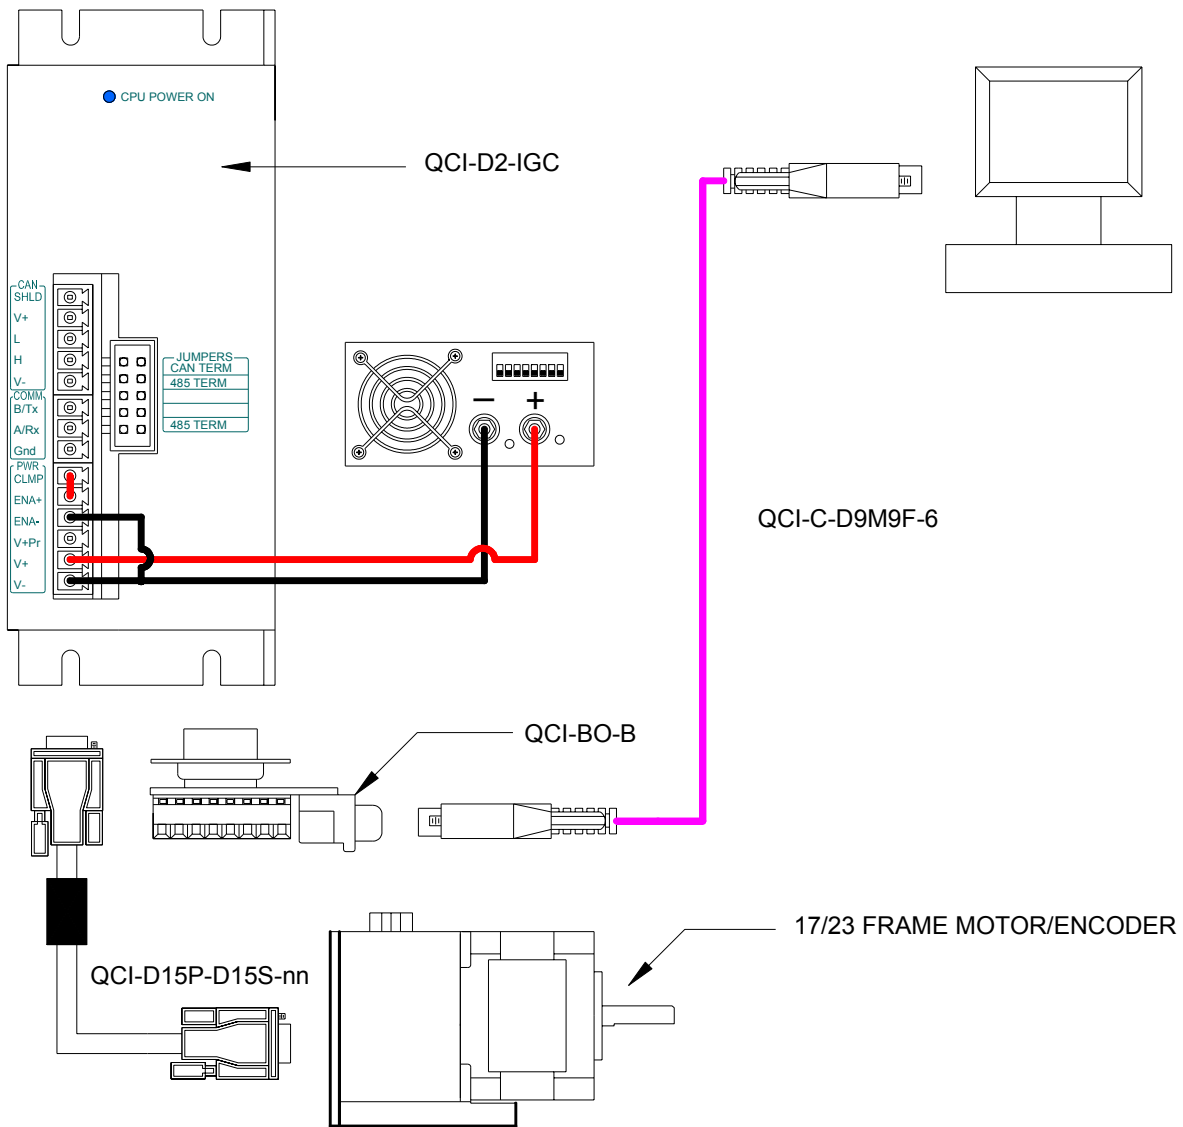 CPU POWER ON
QCI-D2-IGC
CAN
SHLD
V+
L
H
V-
COMM
B/Tx
A/Rx
Gnd
PWR
CLMP
ENA+
ENA-
V+Pr
V+
V-
JUMPERS
CAN TERM
485 TERM
485 TERM
− +
QCI-C-D9M9F-6
QCI-BO-B
17/23 FRAME MOTOR/ENCODER
QCI-D15P-D15S-nn